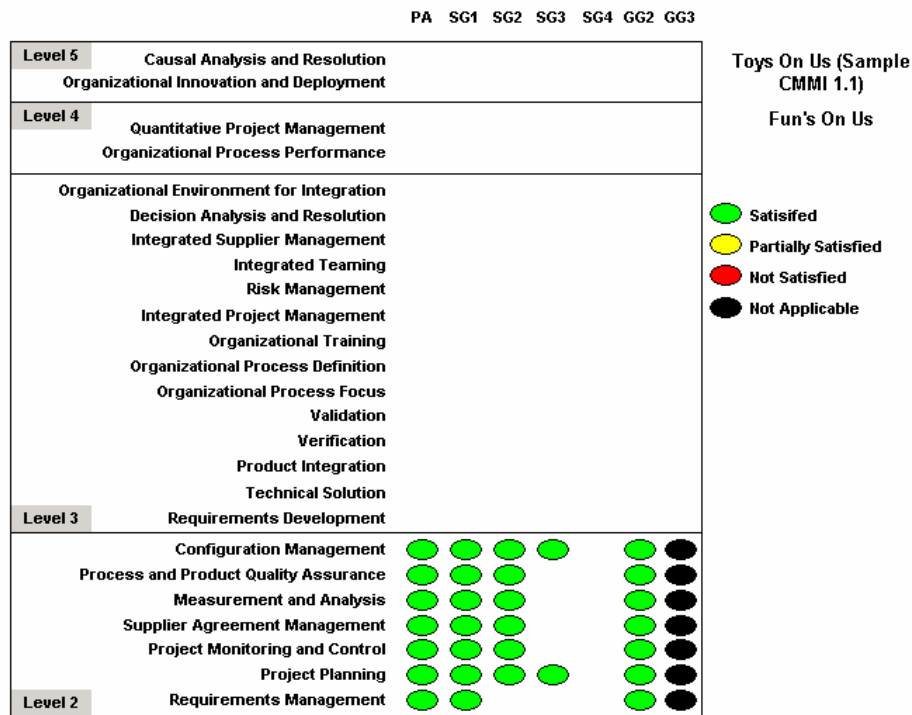 PA SG1 SG2 SG3 SG4 GG2 GG3
Level 5
Causal Analysis and Resolution
Organizational Innovation and Deployment
Level 4
Quantitative Project Management
Organizational Process Performance
Organizational Environment for Integration
Decision Analysis and Resolution
Integrated Supplier Management
Integrated Teaming
Risk Management
Integrated Project Management
Organizational Training
Organizational Process Definition
Organizational Process Focus
Validation
Verification
Product Integration
Technical Solution
Level 3
Requirements Development
Configuration Management
Process and Product Quality Assurance
Measurement and Analysis
Supplier Agreement Management
Project Monitoring and Control
Project Planning
Level 2
Requirements Management
Toys On Us (Sample
CMMI 1.1)
Fun's On Us
Satisifed
Partially Satisfied
Not Satisfied
Not Applicable